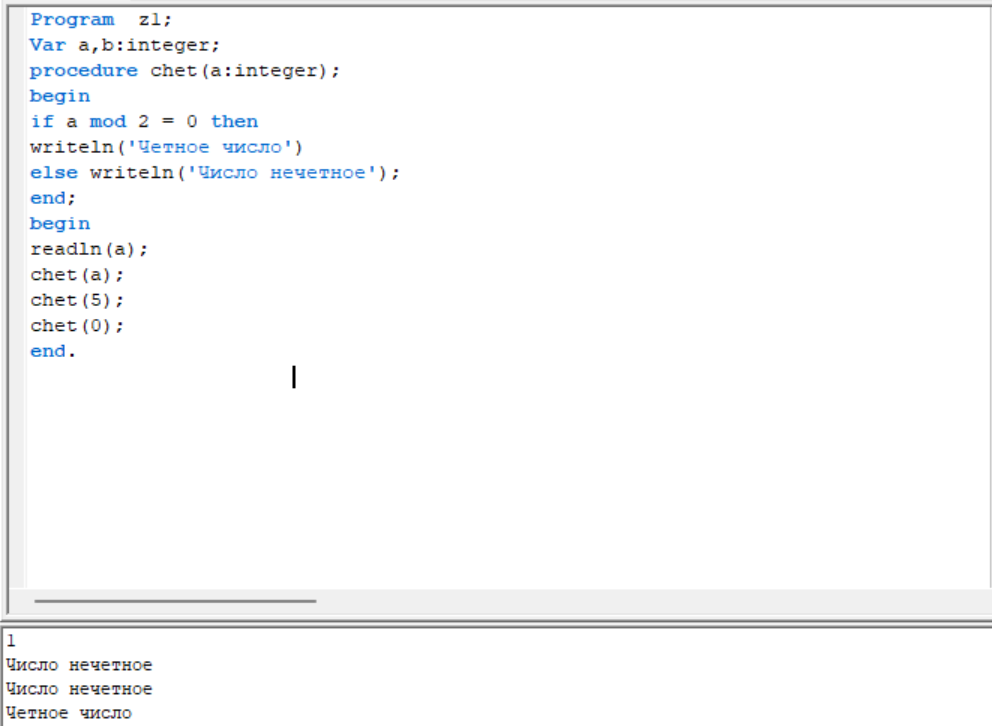 Program  z1;
Var a,b:integer;
procedure chet(a:integer);
begin
if a mod 2 = 0 then
writeln('Четное число')
else writeln('Число нечетное');
end;
begin
readln(a);
chet(a);
chet(5);
chet(0);
end.
1
Число нечетное
Число нечетное
Четное число